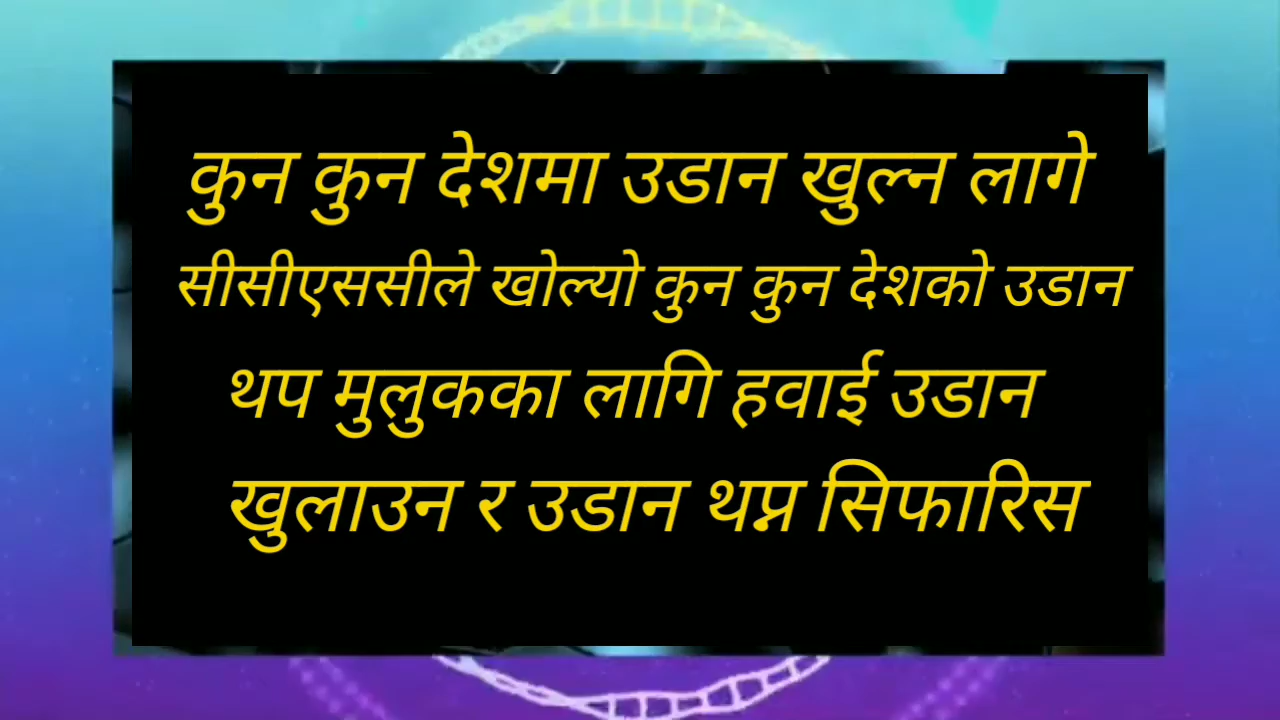 कुन कुन देशमा उडान खुल्न लागे
सीसीएससीले खोल्यो कुन कुन देशको उडान
थप मुलुकका लागि हवाई उडान
खुलाउन र उडान थप्न सिफारिस